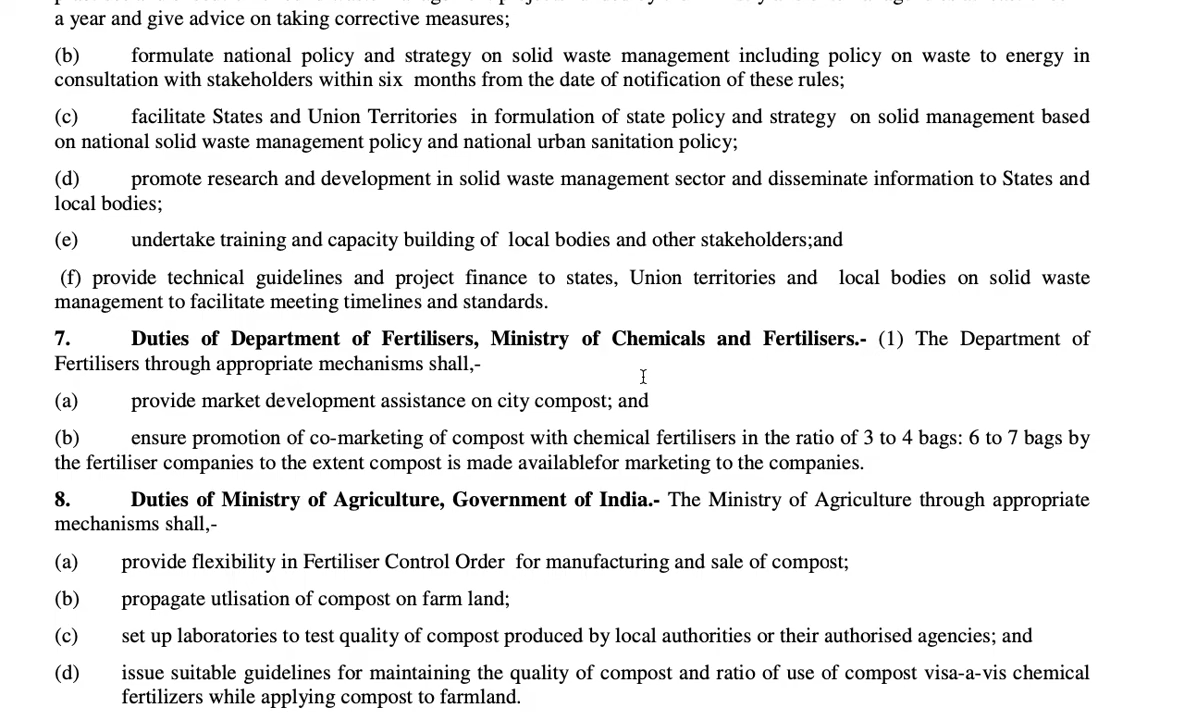 a year and give advice on taking corrective measures;
(b) formulate national policy and strategy on solid waste management including policy on waste to energy in
consultation with stakeholders within six months from the date of notification of these rules;
(c) facilitate States and Union Territories in formulation of state policy and strategy on solid management based
on national solid waste management policy and national urban sanitation policy;
(d) promote research and development in solid waste management sector and disseminate information to States and
local bodies;
(e) undertake training and capacity building of local bodies and other stakeholders;and
(f) provide technical guidelines and project finance to states, Union territories and local bodies on solid waste
management to facilitate meeting timelines and standards.
7. Duties of Department of Fertilisers, Ministry of Chemicals and Fertilisers.- (1) The Department of
Fertilisers through appropriate mechanisms shall,-
(a) provide market development assistance on city compost; and
(b) ensure promotion of co-marketing of compost with chemical fertilisers in the ratio of 3 to 4 bags: 6 to 7 bags by
the fertiliser companies to the extent compost is made availablefor marketing to the companies.
8. Duties of Ministry of Agriculture, Government of India.- The Ministry of Agriculture through appropriate
mechanisms shall,-
(a) provide flexibility in Fertiliser Control Order for manufacturing and sale of compost;
(b) propagate utlisation of compost on farm land;
(c) set up laboratories to test quality of compost produced by local authorities or their authorised agencies; and
(d) issue suitable guidelines for maintaining the quality of compost and ratio of use of compost visa-a-vis chemical
fertilizers while applying compost to farmland.